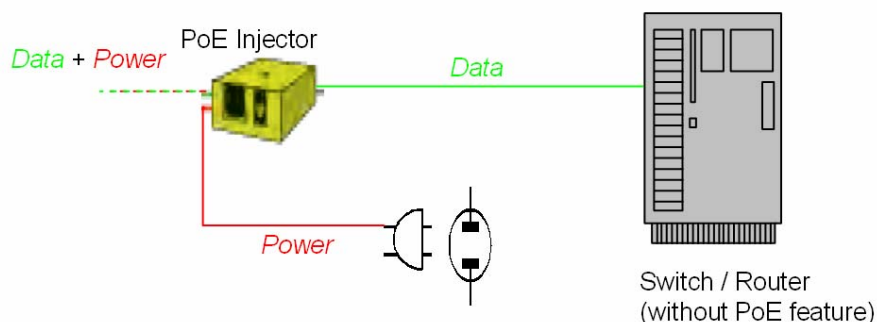 PoE Injector
Data + Power
Data
Power
Switch / Router
(without PoE feature)